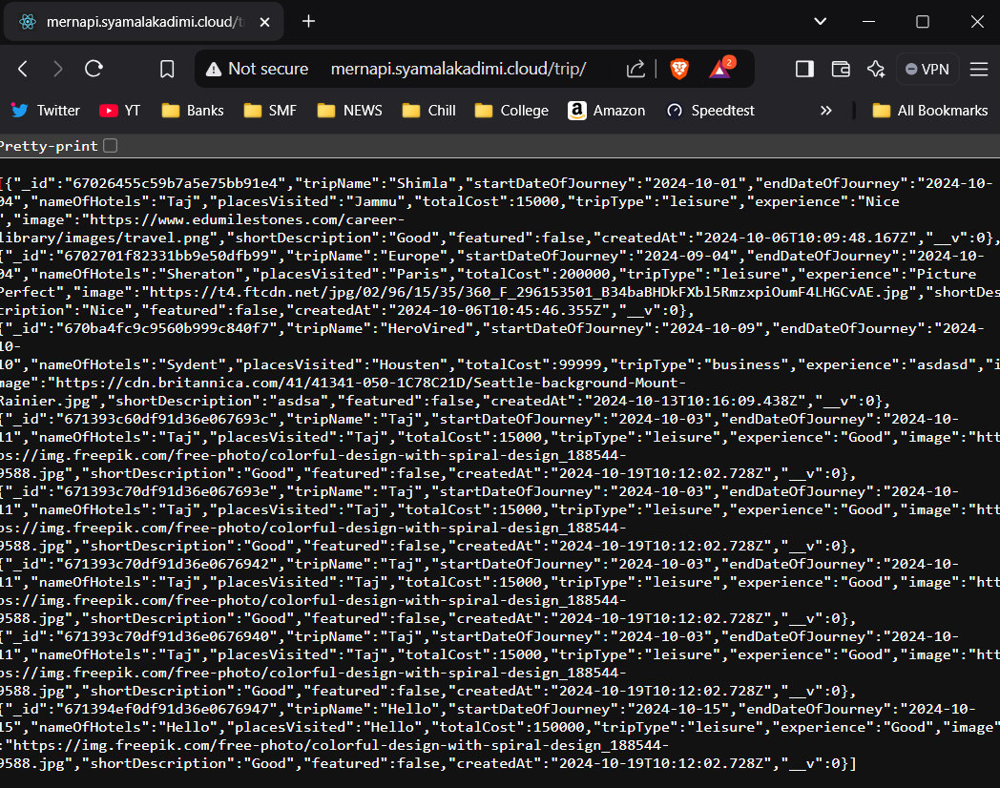 mernapi.syamalakadimi.cloud/t
Not secure mernapi.syamalakadimi.cloud/trip/ 2 VPN
Twitter YT Banks SMF NEWS Chill College Amazon Speedtest All Bookmarks
Pretty-print
[{"_id":"67026455c59b7a5e75bb91e4","tripName":"Shimla","startDateOfJourney":"2024-10-01","endDateOfJourney":"2024-10-
04","nameOfHotels":"Taj","placesVisited":"Jammu","totalCost":15000,"tripType":"leisure","experience":"Nice
","image":"https://www.edumilestones.com/career-
library/images/travel.png","shortDescription":"Good","featured":false,"createdAt":"2024-10-06T10:09:48.167Z","__v":0},
{"_id":"6702701f82331bb9e50dfb99","tripName":"Europe","startDateOfJourney":"2024-09-04","endDateOfJourney":"2024-10-
04","nameOfHotels":"Sheraton","placesVisited":"Paris","totalCost":200000,"tripType":"leisure","experience":"Picture
Perfect","image":"https://t4.ftcdn.net/jpg/02/96/15/35/360_F_296153501_B34baBHDkFXbl5RmzxpiOumF4LHGCvAE.jpg","shortDes
cription":"Nice","featured":false,"createdAt":"2024-10-06T10:45:46.355Z","__v":0},
{"_id":"670ba4fc9c9560b999c840f7","tripName":"HeroVired","startDateOfJourney":"2024-10-09","endDateOfJourney":"2024-
10-
10","nameOfHotels":"Sydent","placesVisited":"Housten","totalCost":99999,"tripType":"business","experience":"asdasd","i
mage":"https://cdn.britannica.com/41/41341-050-1C78C21D/Seattle-background-Mount-
Rainier.jpg","shortDescription":"asdsa","featured":false,"createdAt":"2024-10-13T10:16:09.438Z","__v":0},
{"_id":"671393c60df91d36e067693c","tripName":"Taj","startDateOfJourney":"2024-10-03","endDateOfJourney":"2024-10-
11","nameOfHotels":"Taj","placesVisited":"Taj","totalCost":15000,"tripType":"leisure","experience":"Good","image":"htt
ps://img.freepik.com/free-photo/colorful-design-with-spiral-design_188544-
9588.jpg","shortDescription":"Good","featured":false,"createdAt":"2024-10-19T10:12:02.728Z","__v":0},
{"_id":"671393c70df91d36e067693e","tripName":"Taj","startDateOfJourney":"2024-10-03","endDateOfJourney":"2024-10-
11","nameOfHotels":"Taj","placesVisited":"Taj","totalCost":15000,"tripType":"leisure","experience":"Good","image":"htt
ps://img.freepik.com/free-photo/colorful-design-with-spiral-design_188544-
9588.jpg","shortDescription":"Good","featured":false,"createdAt":"2024-10-19T10:12:02.728Z","__v":0},
{"_id":"671393c70df91d36e0676942","tripName":"Taj","startDateOfJourney":"2024-10-03","endDateOfJourney":"2024-10-
11","nameOfHotels":"Taj","placesVisited":"Taj","totalCost":15000,"tripType":"leisure","experience":"Good","image":"htt
ps://img.freepik.com/free-photo/colorful-design-with-spiral-design_188544-
9588.jpg","shortDescription":"Good","featured":false,"createdAt":"2024-10-19T10:12:02.728Z","__v":0},
{"_id":"671393c70df91d36e0676940","tripName":"Taj","startDateOfJourney":"2024-10-03","endDateOfJourney":"2024-10-
11","nameOfHotels":"Taj","placesVisited":"Taj","totalCost":15000,"tripType":"leisure","experience":"Good","image":"htt
ps://img.freepik.com/free-photo/colorful-design-with-spiral-design_188544-
9588.jpg","shortDescription":"Good","featured":false,"createdAt":"2024-10-19T10:12:02.728Z","__v":0},
{"_id":"671394ef0df91d36e0676947","tripName":"Hello","startDateOfJourney":"2024-10-15","endDateOfJourney":"2024-10-
15","nameOfHotels":"Hello","placesVisited":"Hello","totalCost":150000,"tripType":"leisure","experience":"Good","image"
:"https://img.freepik.com/free-photo/colorful-design-with-spiral-design_188544-
9588.jpg","shortDescription":"Good","featured":false,"createdAt":"2024-10-19T10:12:02.728Z","__v":0}]